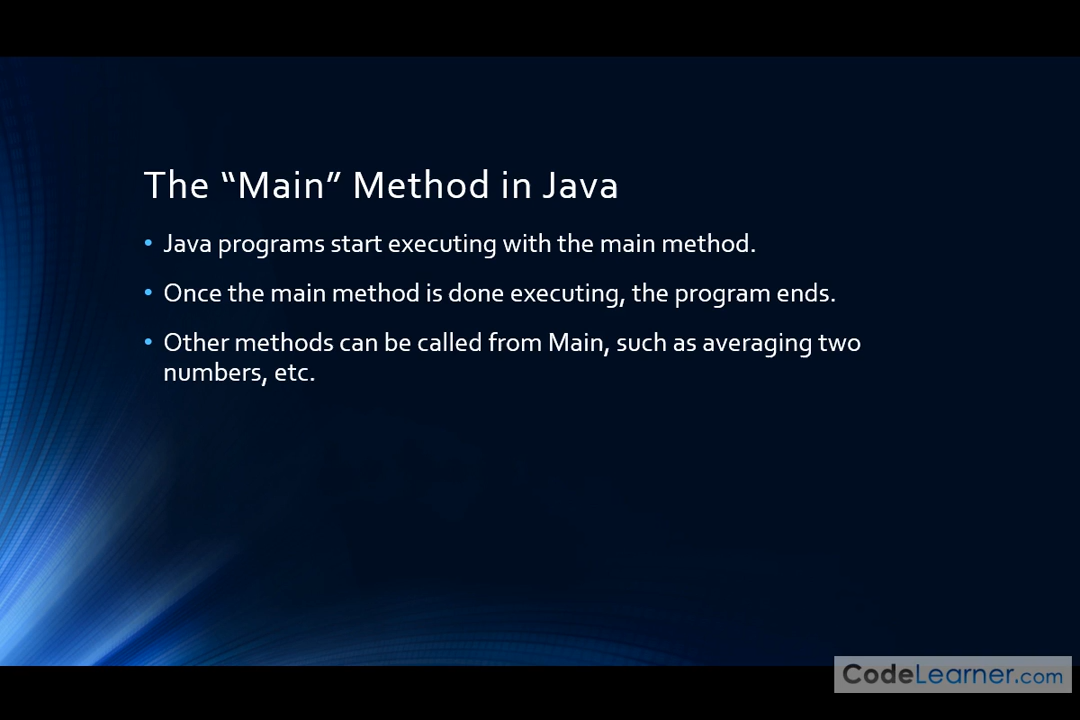 The “Main” Method in Java
• Java programs start executing with the main method.
• Once the main method is done executing, the program ends.
• Other methods can be called from Main, such as averaging two
numbers, etc.
CodeLearner.com